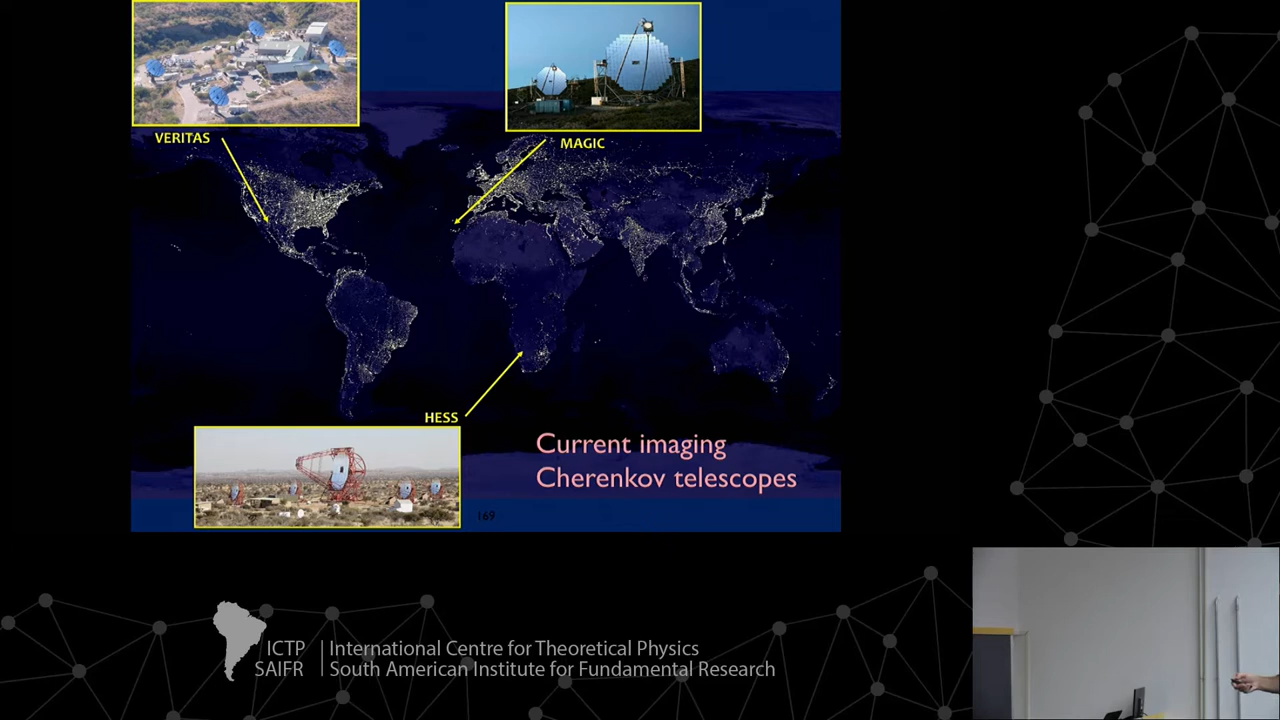 VERITAS
MAGIC
HESS
Current imaging
Cherenkov telescopes
169
ICTP
SAIFR
International Centre for Theoretical Physics
South American Institute for Fundamental Research